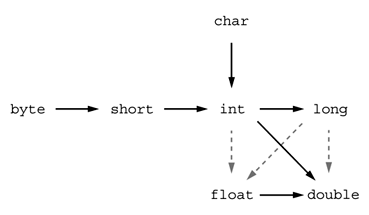 char
byte short int long
float double